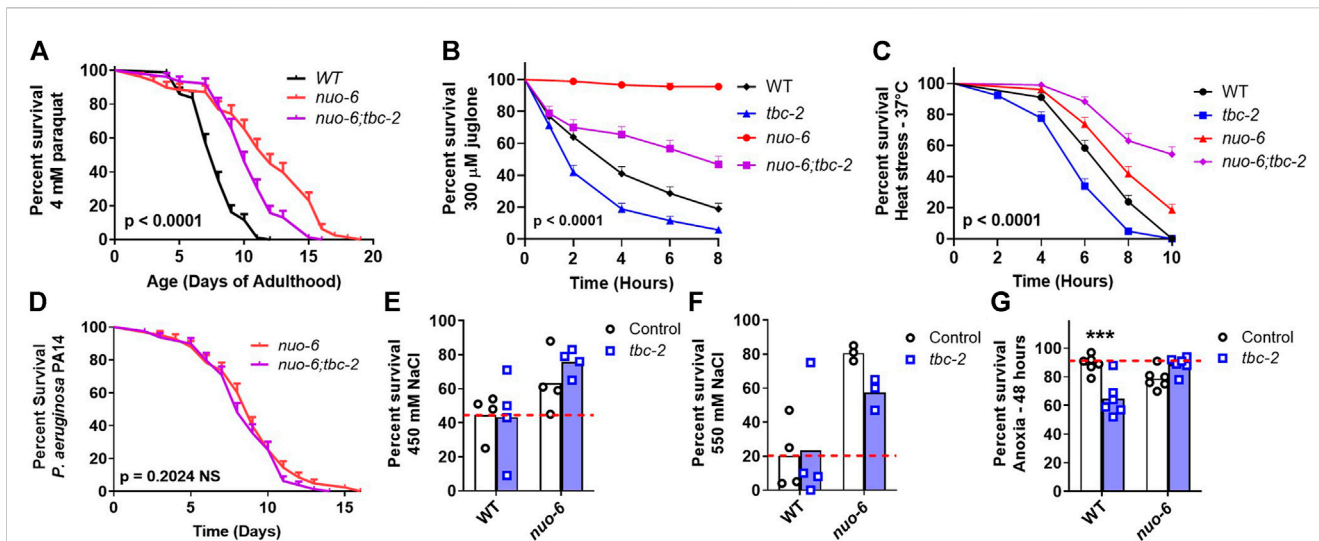 A
Percent survival
4 mM paraquat
100
80
60
40
20
0
0
5
10
15
20
WT
nuo-6
nuo-6;tbc-2
p < 0.0001
Age (Days of Adulthood)
B
Percent survival
300 μM juglone
100
80
60
40
20
0
0
2
4
6
8
WT
tbc-2
nuo-6
nuo-6;tbc-2
p < 0.0001
Time (Hours)
C
Percent survival
Heat stress - 37°C
100
80
60
40
20
0
0
2
4
6
8
10
WT
tbc-2
nuo-6
nuo-6;tbc-2
p < 0.0001
Time (Hours)
D
Percent Survival
P. aeruginosa PA14
100
80
60
40
20
0
0
5
10
15
nuo-6
nuo-6;tbc-2
p = 0.2024 NS
Time (Days)
E
Percent survival
450 mM NaCl
100
80
60
40
20
0
Control
tbc-2
WT
nuo-6
F
Percent survival
550 mM NaCl
100
80
60
40
20
0
Control
tbc-2
WT
nuo-6
G
Percent survival
Anoxia - 48 hours
100
80
60
40
20
0
***
Control
tbc-2
WT
nuo-6